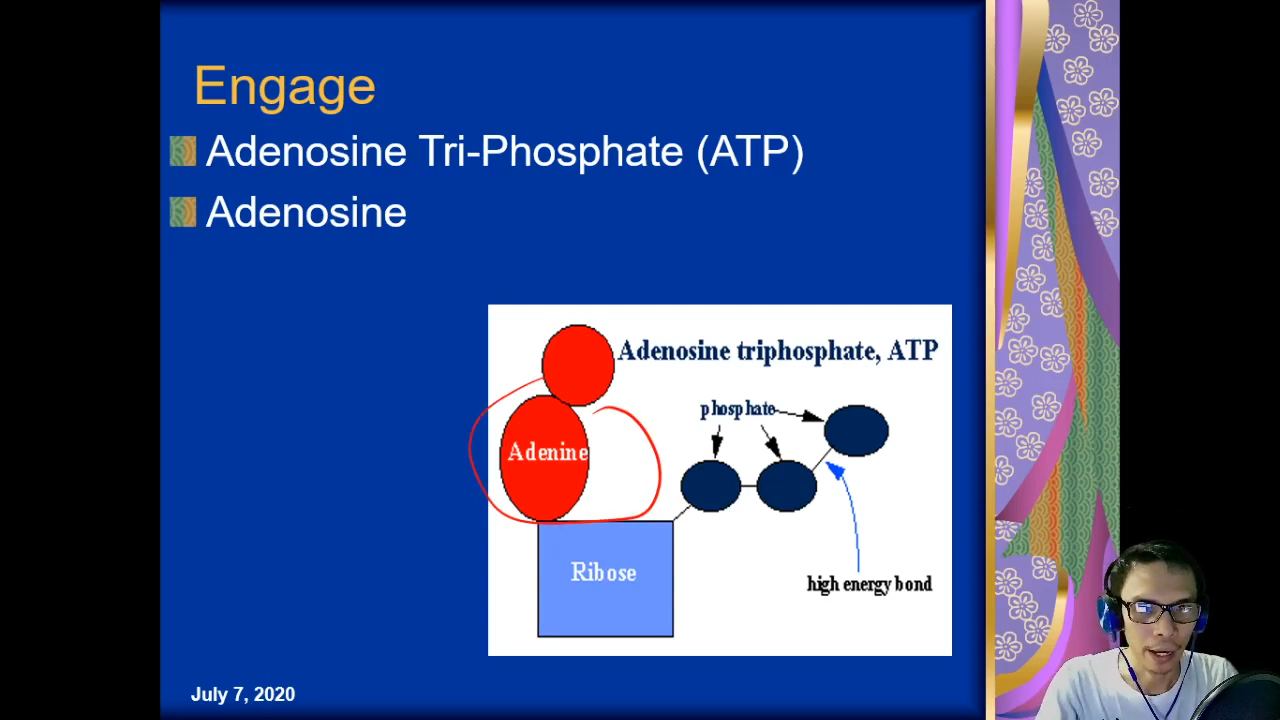 Engage
Adenosine Tri-Phosphate (ATP)
Adenosine
Adenosine triphosphate, ATP
phosphate
Adenine
Ribose
high energy bond
July 7, 2020